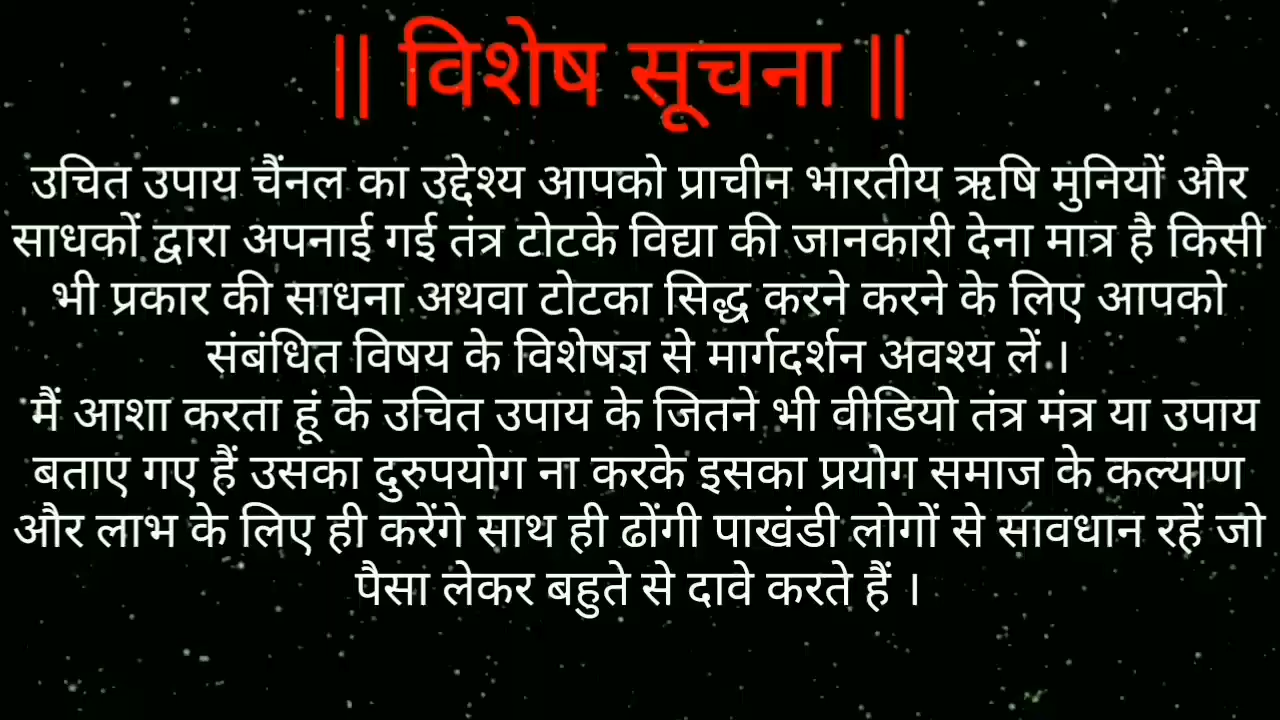 || विशेष सूचना ||
उचित उपाय चैंनल का उद्देश्य आपको प्राचीन भारतीय ऋषि मुनियों और
साधकों द्वारा अपनाई गई तंत्र टोटके विद्या की जानकारी देना मात्र है किसी
भी प्रकार की साधना अथवा टोटका सिद्ध करने करने के लिए आपको
संबंधित विषय के विशेषज्ञ से मार्गदर्शन अवश्य लें ।
मैं आशा करता हूं के उचित उपाय के जितने भी वीडियो तंत्र मंत्र या उपाय
बताए गए हैं उसका दुरुपयोग ना करके इसका प्रयोग समाज के कल्याण
और लाभ के लिए ही करेंगे साथ ही ढोंगी पाखंडी लोगों से सावधान रहें जो
पैसा लेकर बहुते से दावे करते हैं ।